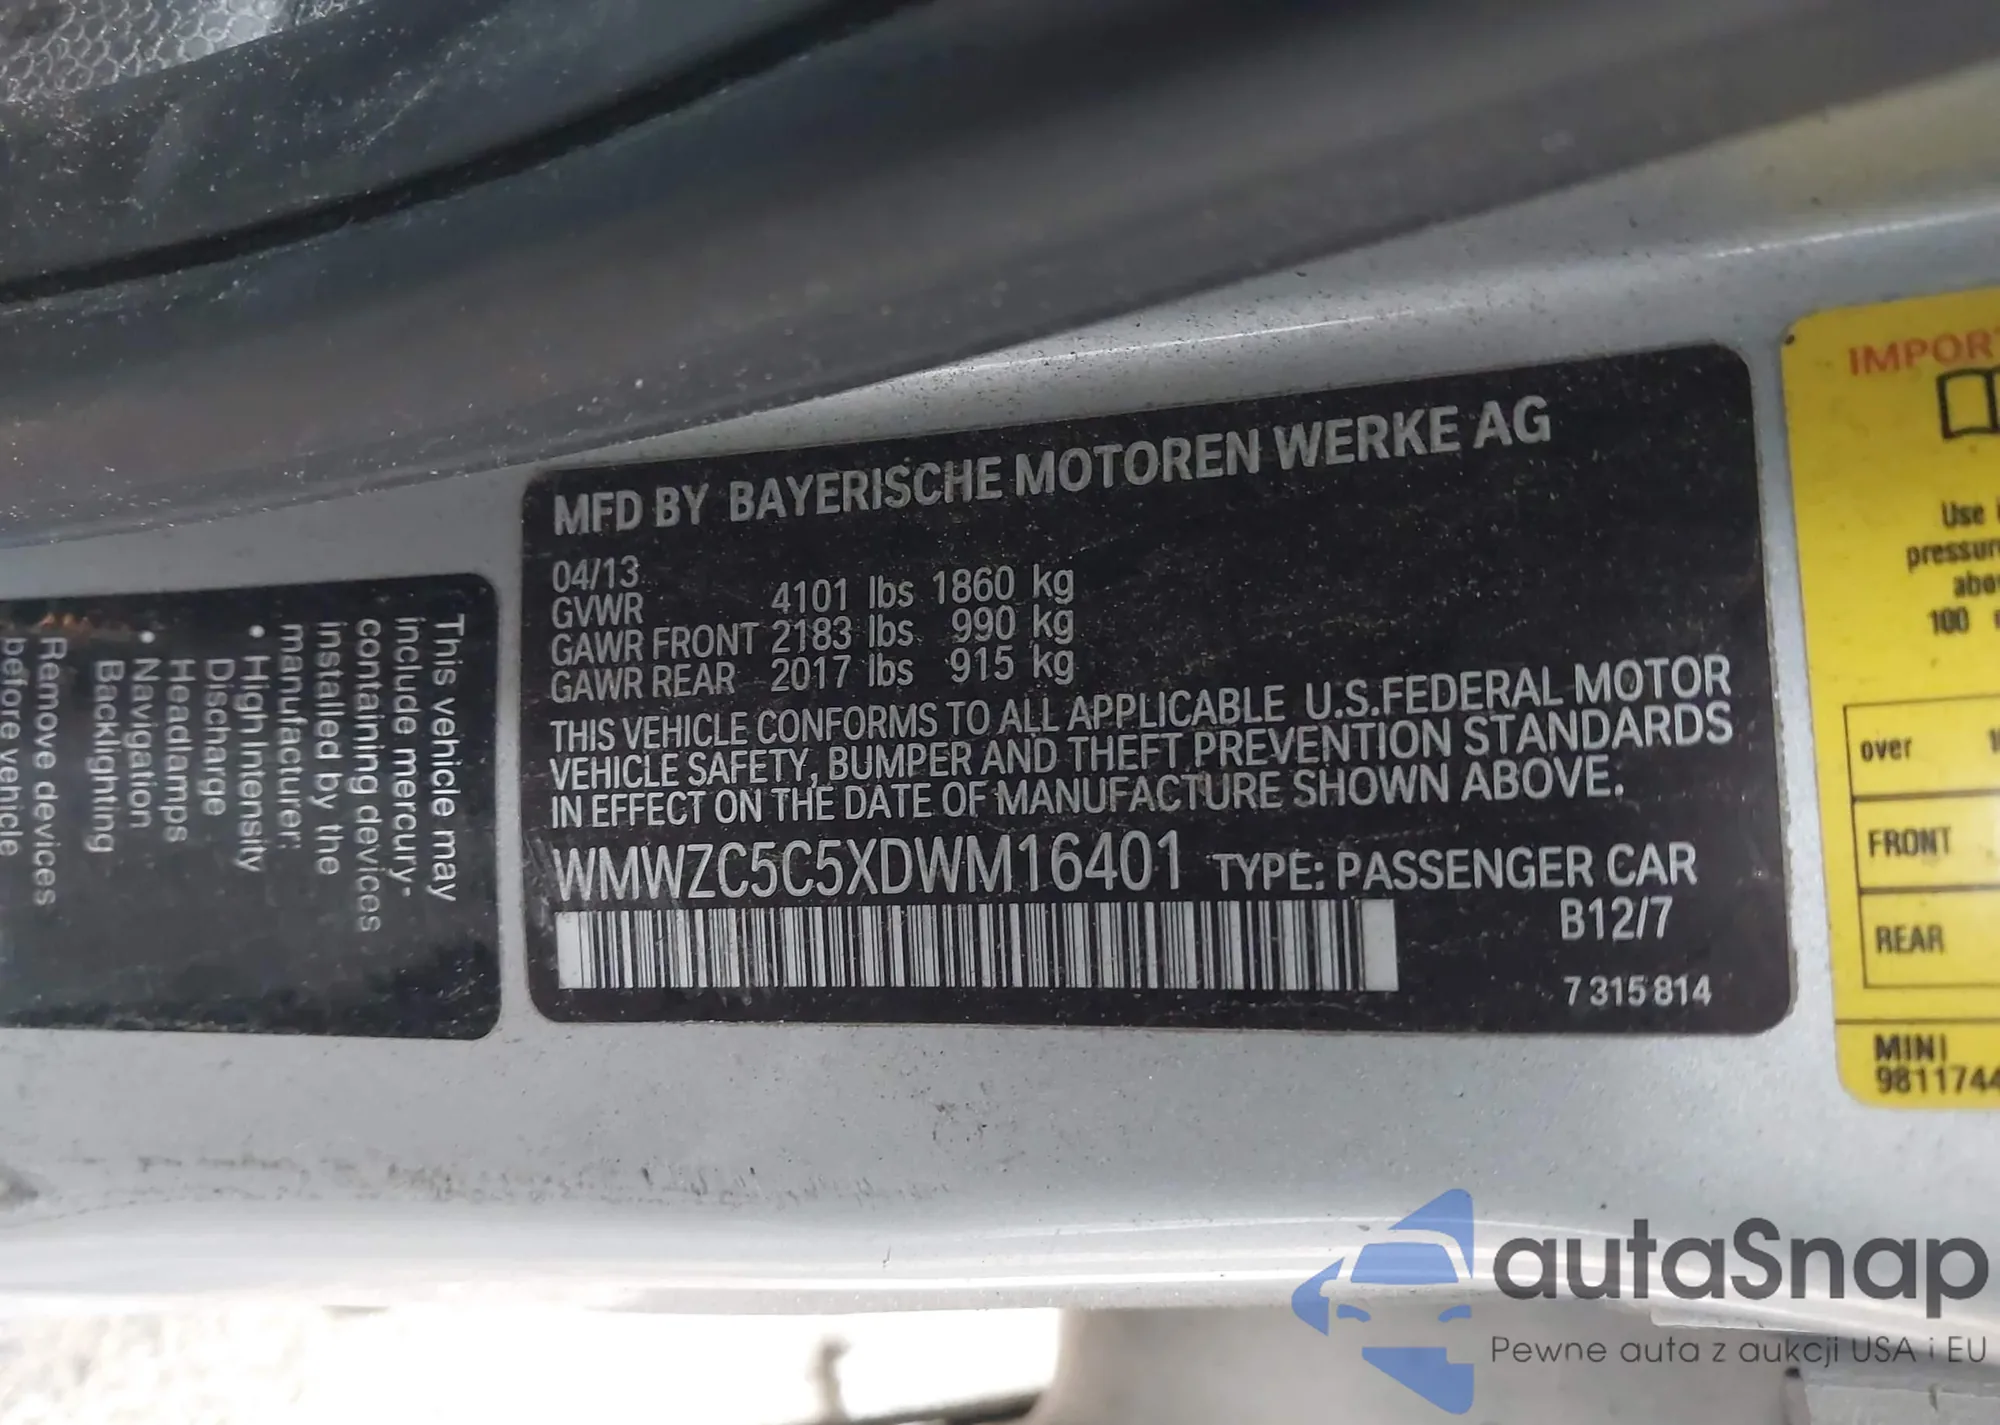 MFD BY BAYERISCHE MOTOREN WERKE AG
04/13
GVWR 4101 lbs 1860 kg
GAWR FRONT 2183 lbs 990 kg
GAWR REAR 2017 lbs 915 kg
THIS VEHICLE CONFORMS TO ALL APPLICABLE U.S.FEDERAL MOTOR
VEHICLE SAFETY, BUMPER AND THEFT PREVENTION STANDARDS
IN EFFECT ON THE DATE OF MANUFACTURE SHOWN ABOVE.
WMWZC5C5XDWM16401 TYPE: PASSENGER CAR
B12/7
7 315 814
This vehicle may
include mercury-
containing devices
installed by the
manufacturer:
• High Intensity
Discharge
Headlamps
• Navigation
Backlighting
Remove devices
before vehicle
Use
pressure
100
over
FRONT
REAR
MINI
autaSnap
Pewne auta z aukcji USA i EU